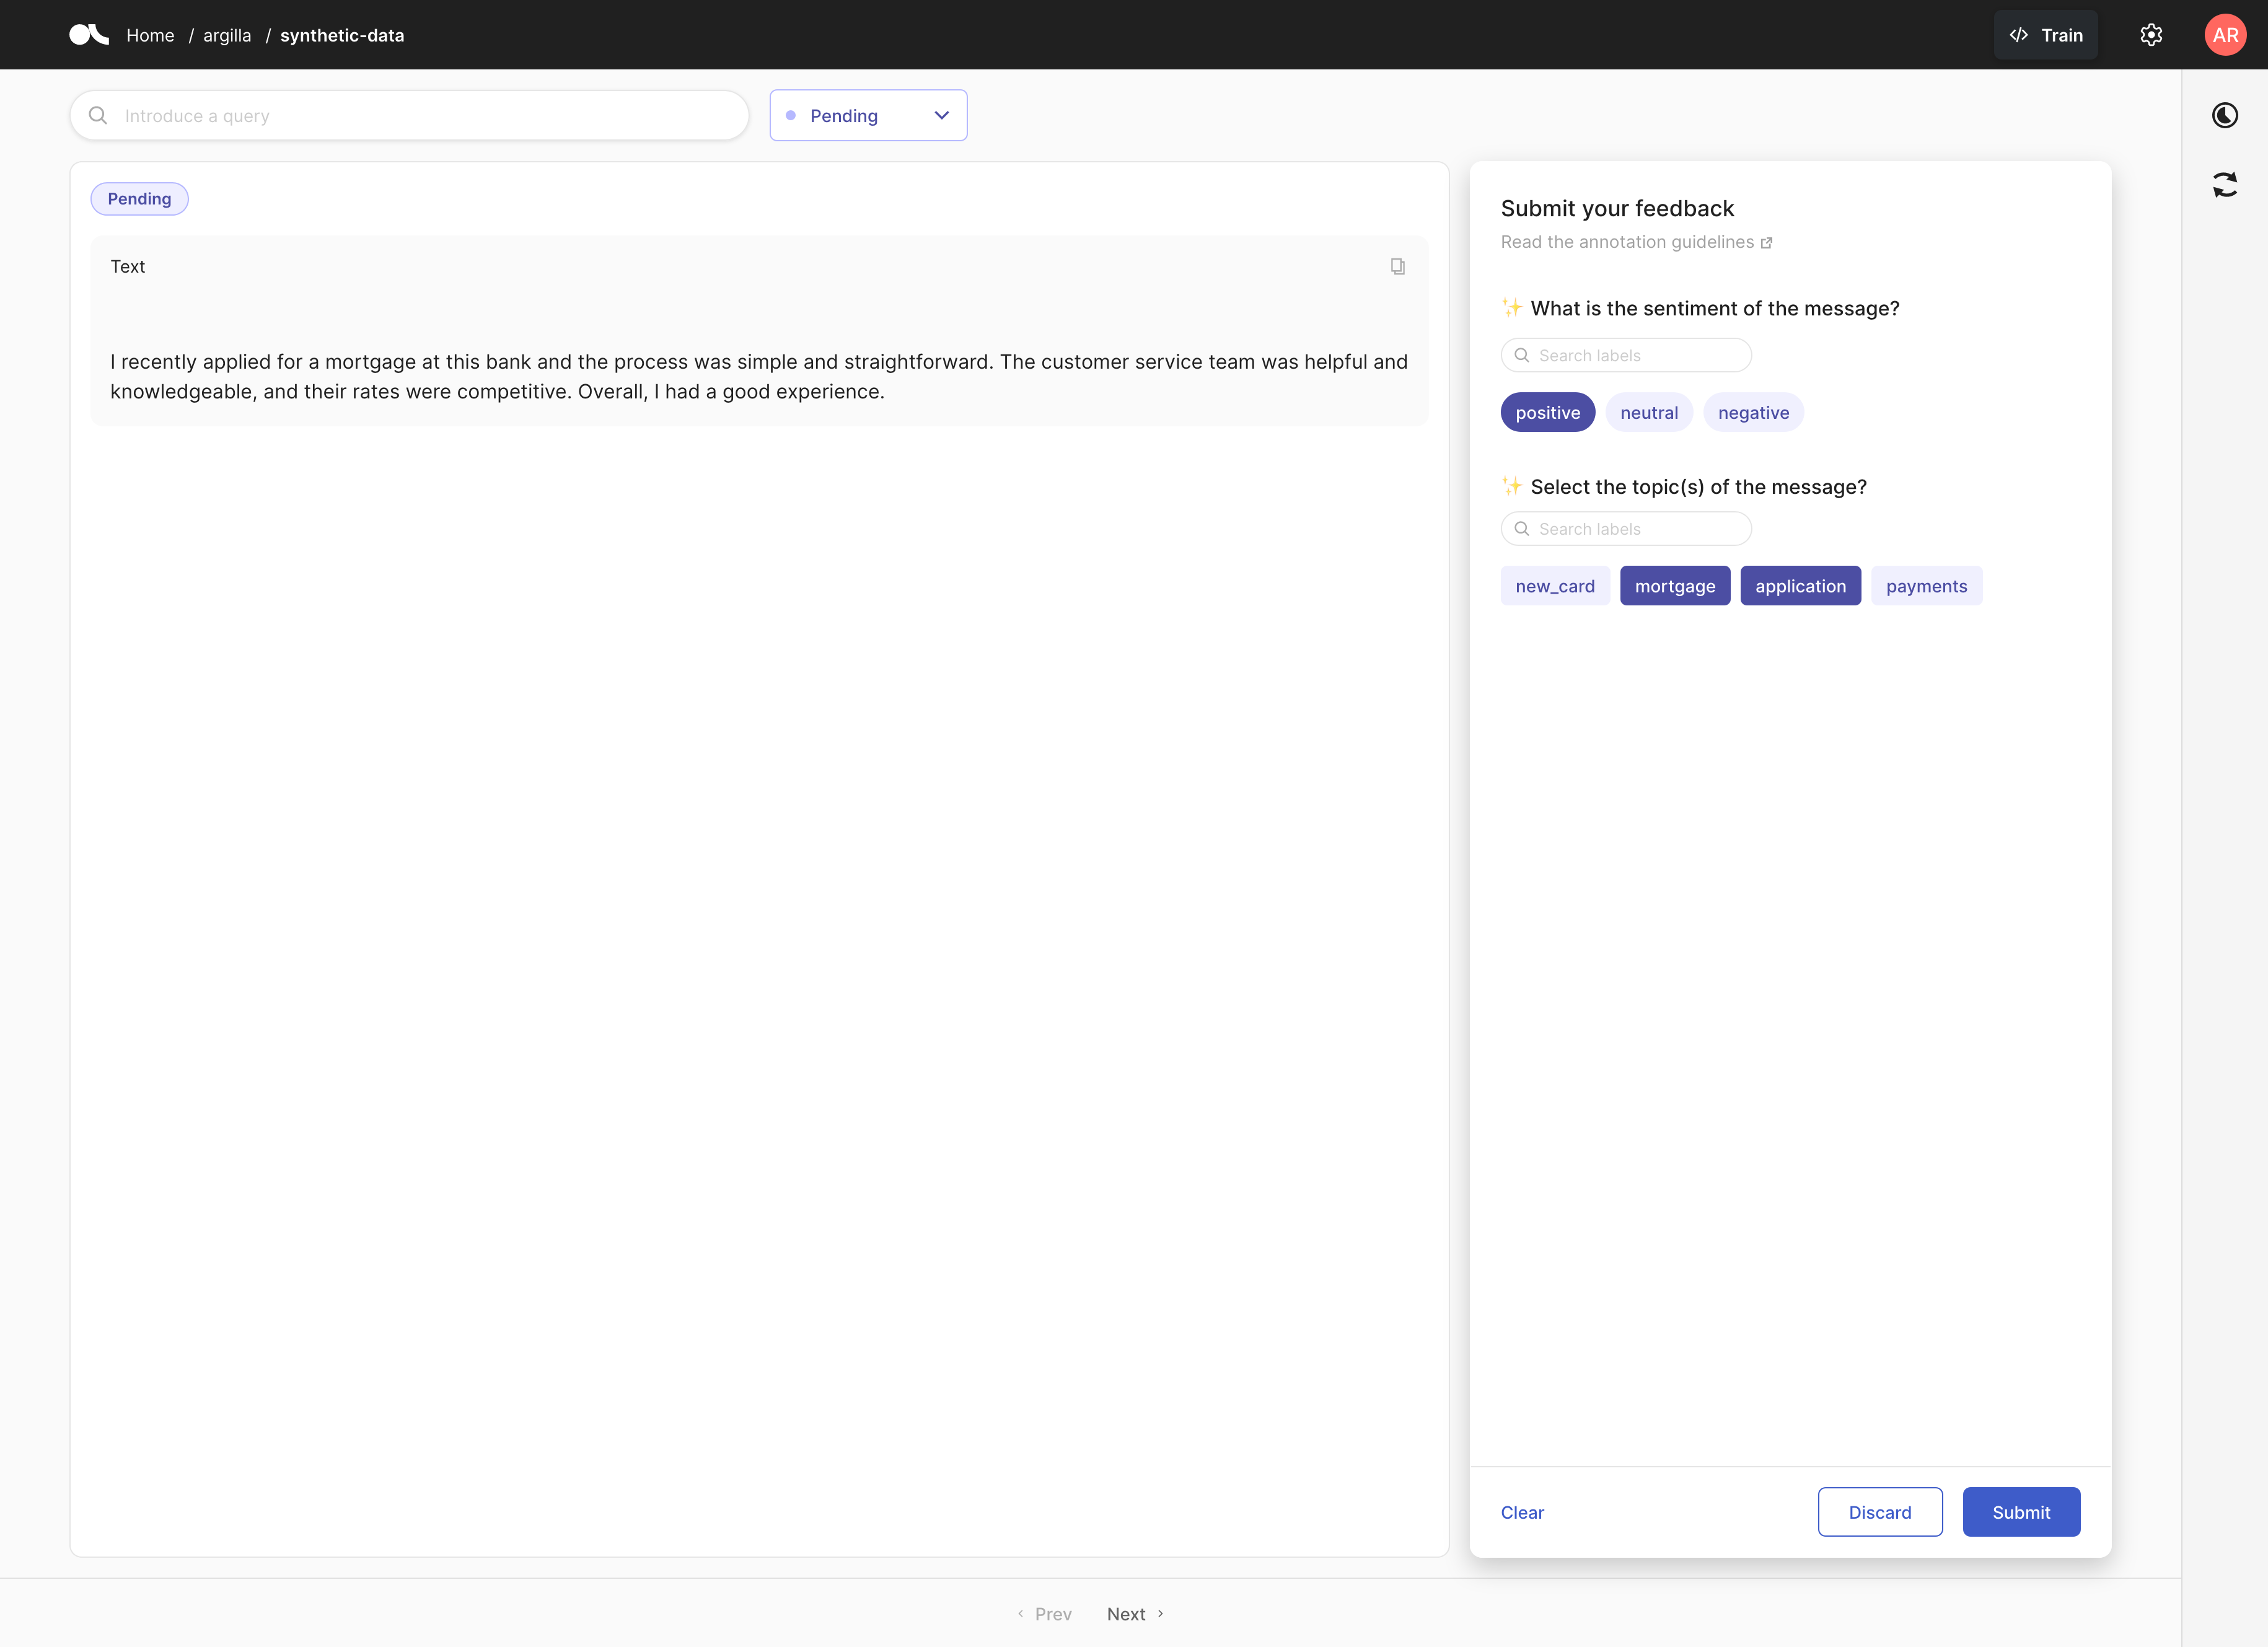 Home / argilla / synthetic-data
</> Train
AR
Introduce a query
Pending
Pending
Text
I recently applied for a mortgage at this bank and the process was simple and straightforward. The customer service team was helpful and
knowledgeable, and their rates were competitive. Overall, I had a good experience.
Submit your feedback
Read the annotation guidelines
✨ What is the sentiment of the message?
Search labels
positive neutral negative
✨ Select the topic(s) of the message?
Search labels
new_card mortgage application payments
Clear Discard Submit
‹ Prev Next ›